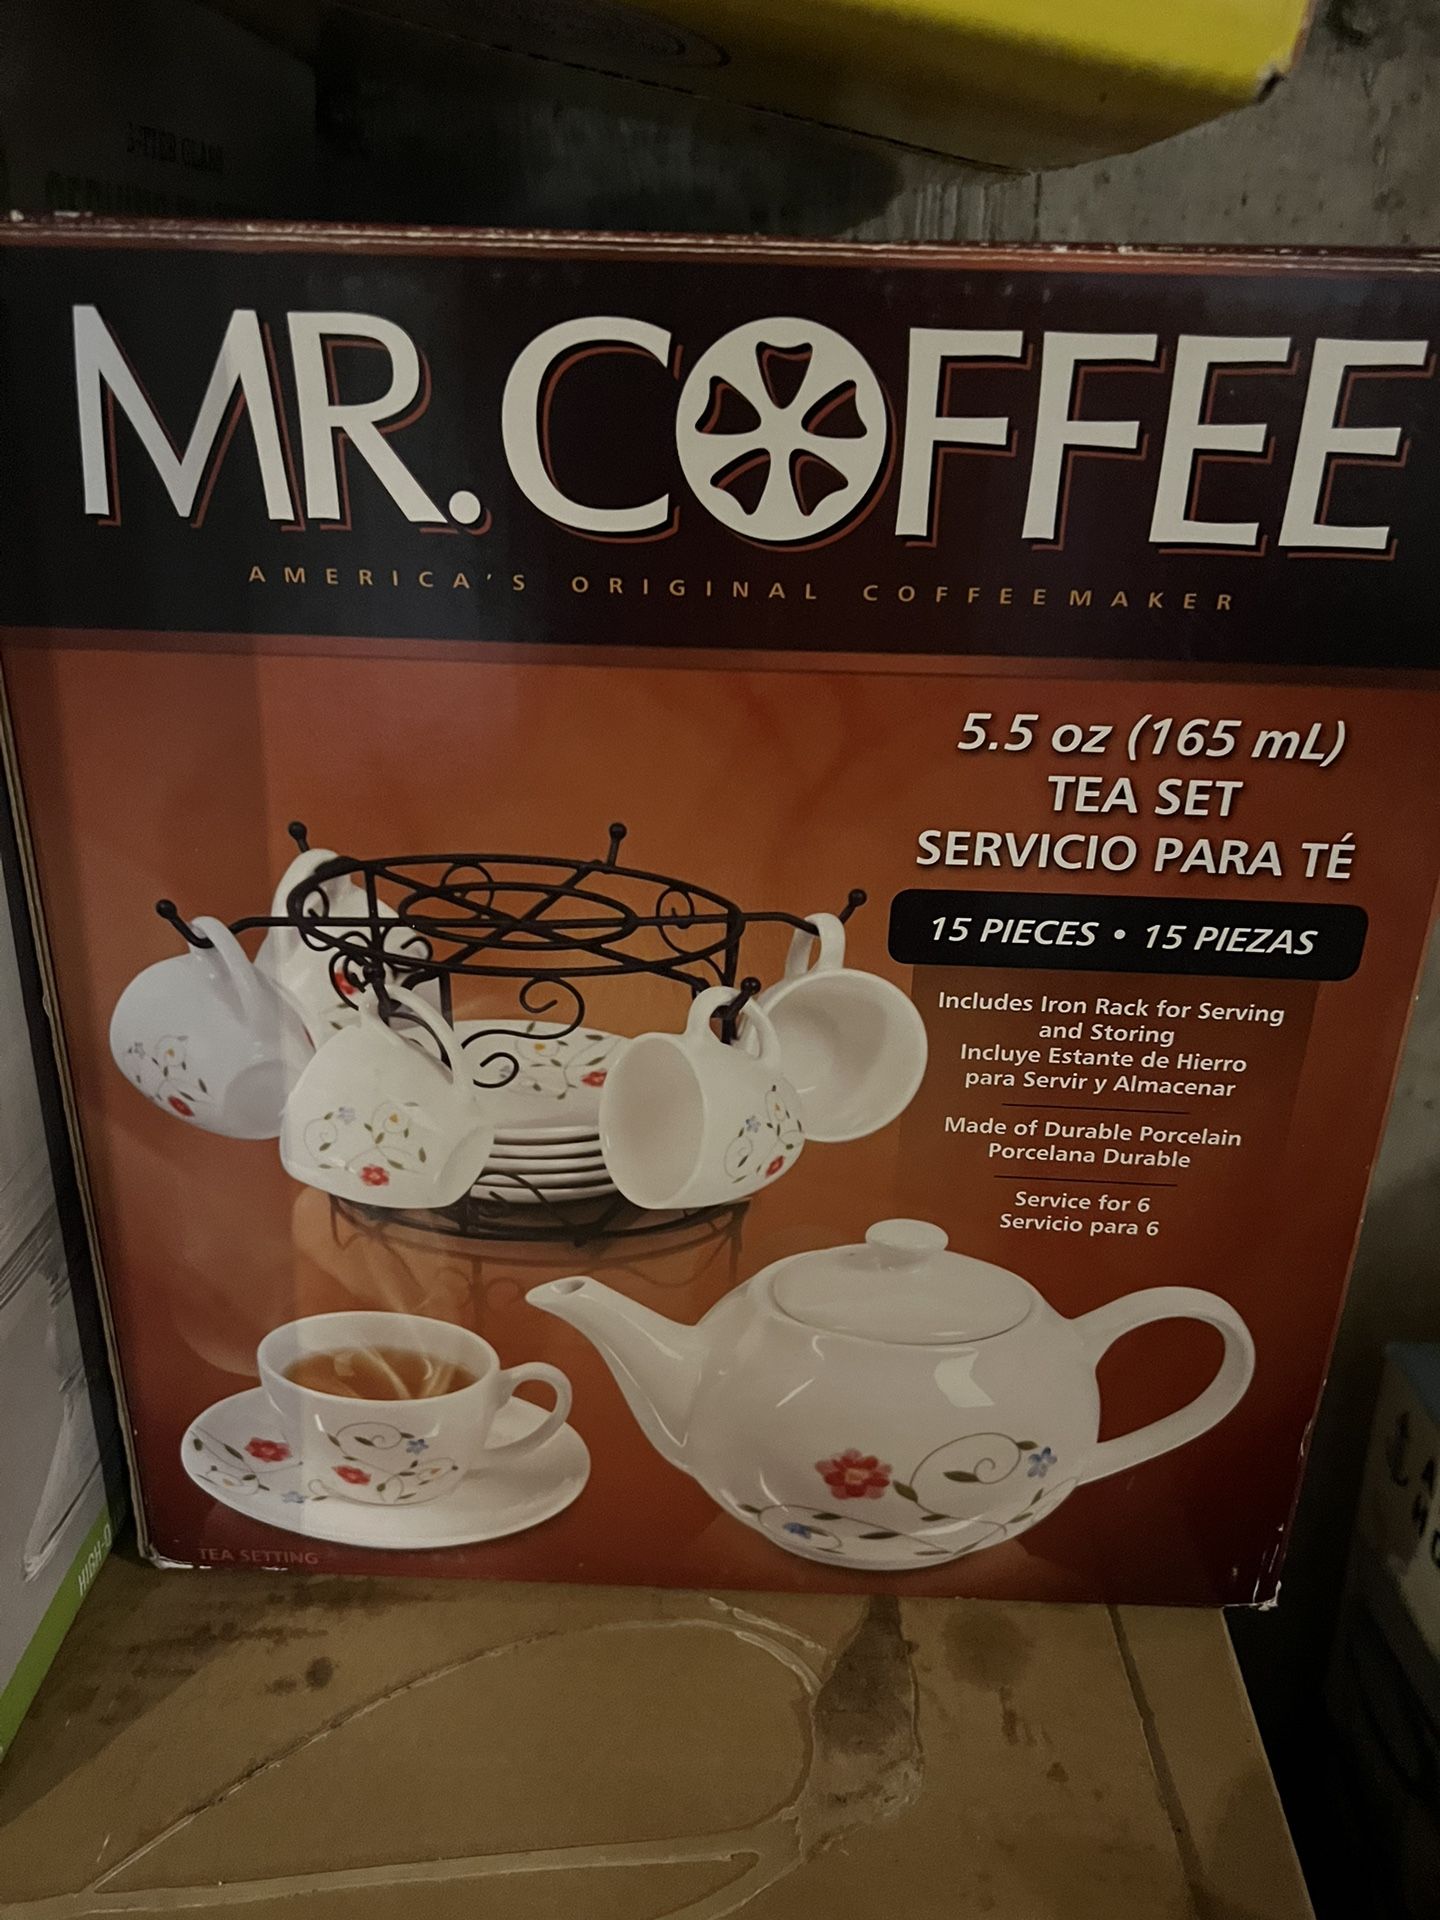 MR. COFFEE
AMERICA'S ORIGINAL COFFEEMAKER
5.5 oz (165 mL)
TEA SET
SERVICIO PARA TÉ
15 PIECES • 15 PIEZAS
Includes Iron Rack for Serving
and Storing
Incluye Estante de Hierro
para Servir y Almacenar
Made of Durable Porcelain
Porcelana Durable
Service for 6
Servicio para 6
TEA SETTING